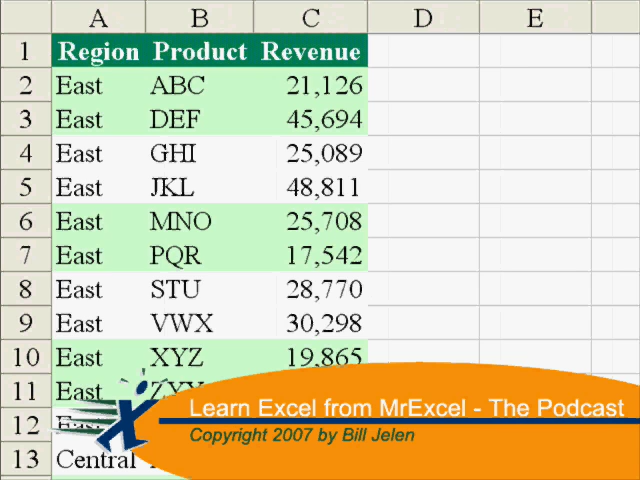 A B C D E
1 Region Product Revenue
2 East ABC 21,126
3 East DEF 45,694
4 East GHI 25,089
5 East JKL 48,811
6 East MNO 25,708
7 East PQR 17,542
8 East STU 28,770
9 East VWX 30,298
10 East XYZ 19,865
11 East
12 East
13 Central
Learn Excel from MrExcel - The Podcast
Copyright 2007 by Bill Jelen